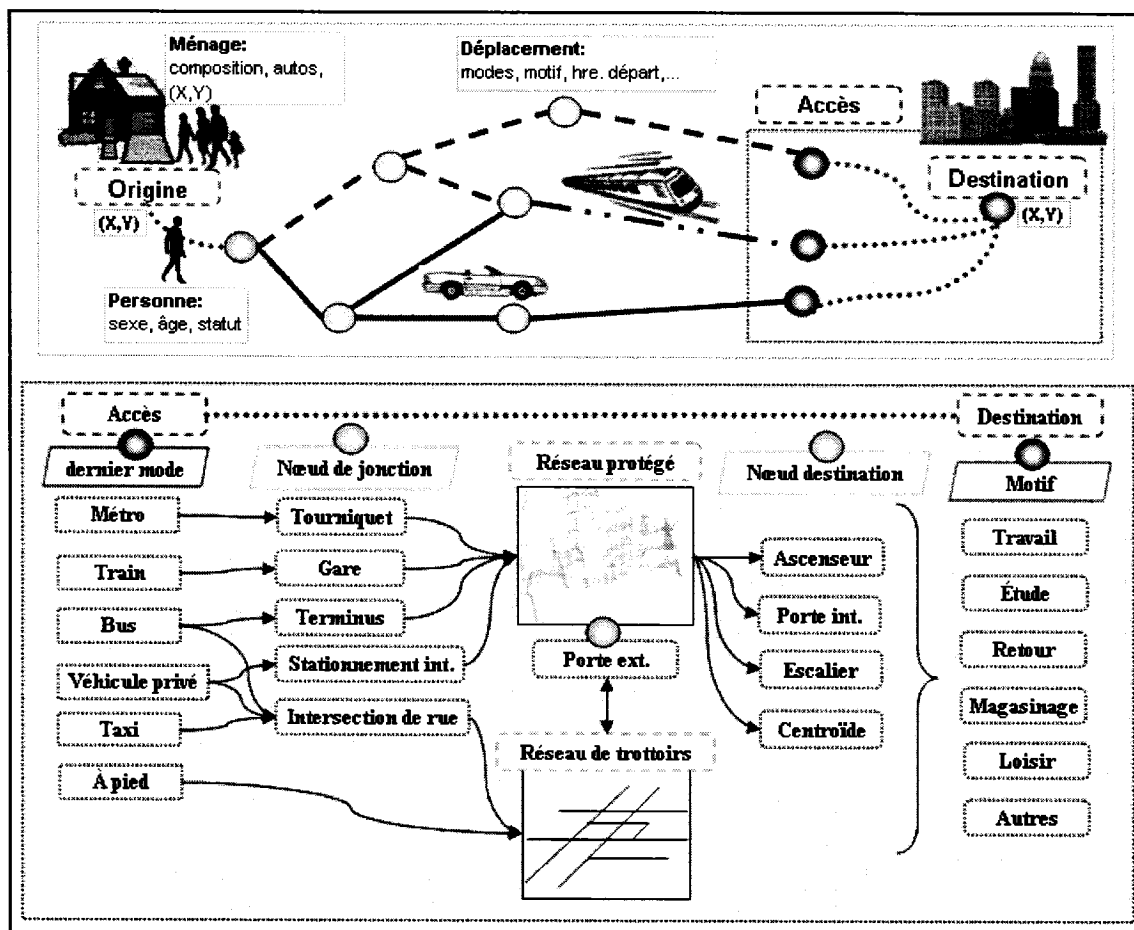 Ménage:
composition, autos,
(X,Y)
Déplacement:
modes, motif, hre. départ,...
Accès
Origine
(X,Y)
Destination
(X,Y)
Personne:
sexe, âge, statut
Accès
Destination
dernier mode
Nœud de jonction
Réseau protégé
Nœud destination
Motif
Métro
Tourniquet
Travail
Train
Gare
Ascenseur
Étude
Bus
Terminus
Porte int.
Retour
Véhicule privé
Stationnement int.
Porte ext.
Escalier
Magasinage
Taxi
Intersection de rue
Centroïde
Réseau de trottoirs
Loisir
À pied
Autres